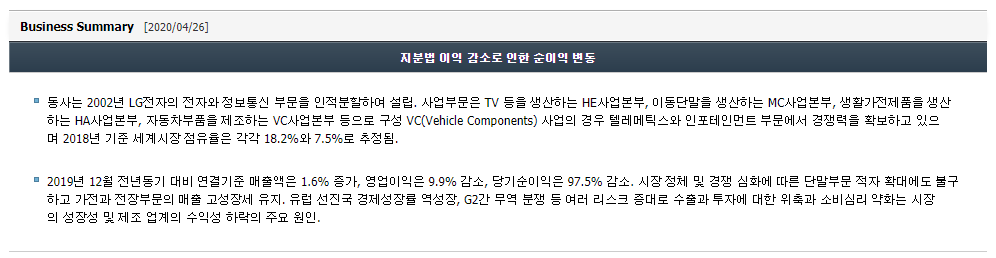 Business Summary [2020/04/26]
지분법 이익 감소로 인한 순이익 변동
동사는 2002년 LG전자의 전자와 정보통신 부문을 인적분할하여 설립. 사업부문은 TV 등을 생산하는 HE사업본부, 이동단말을 생산하는 MC사업본부, 생활가전제품을 생산
하는 HA사업본부, 자동차부품을 제조하는 VC사업본부 등으로 구성 VC(Vehicle Components) 사업의 경우 텔레메틱스와 인포테인먼트 부문에서 경쟁력을 확보하고 있으
며 2018년 기준 세계시장 점유율은 각각 18.2%와 7.5%로 추정됨.
2019년 12월 전년동기 대비 연결기준 매출액은 1.6% 증가, 영업이익은 9.9% 감소, 당기순이익은 97.5% 감소. 시장 정체 및 경쟁 심화에 따른 단말부문 적자 확대에도 불구
하고 가전과 전장부문의 매출 고성장세 유지. 유럽 선진국 경제성장률 역성장, G2간 무역 분쟁 등 여러 리스크 증대로 수출과 투자에 대한 위축과 소비심리 약화는 시장
의 성장성 및 제조 업계의 수익성 하락의 주요 원인.